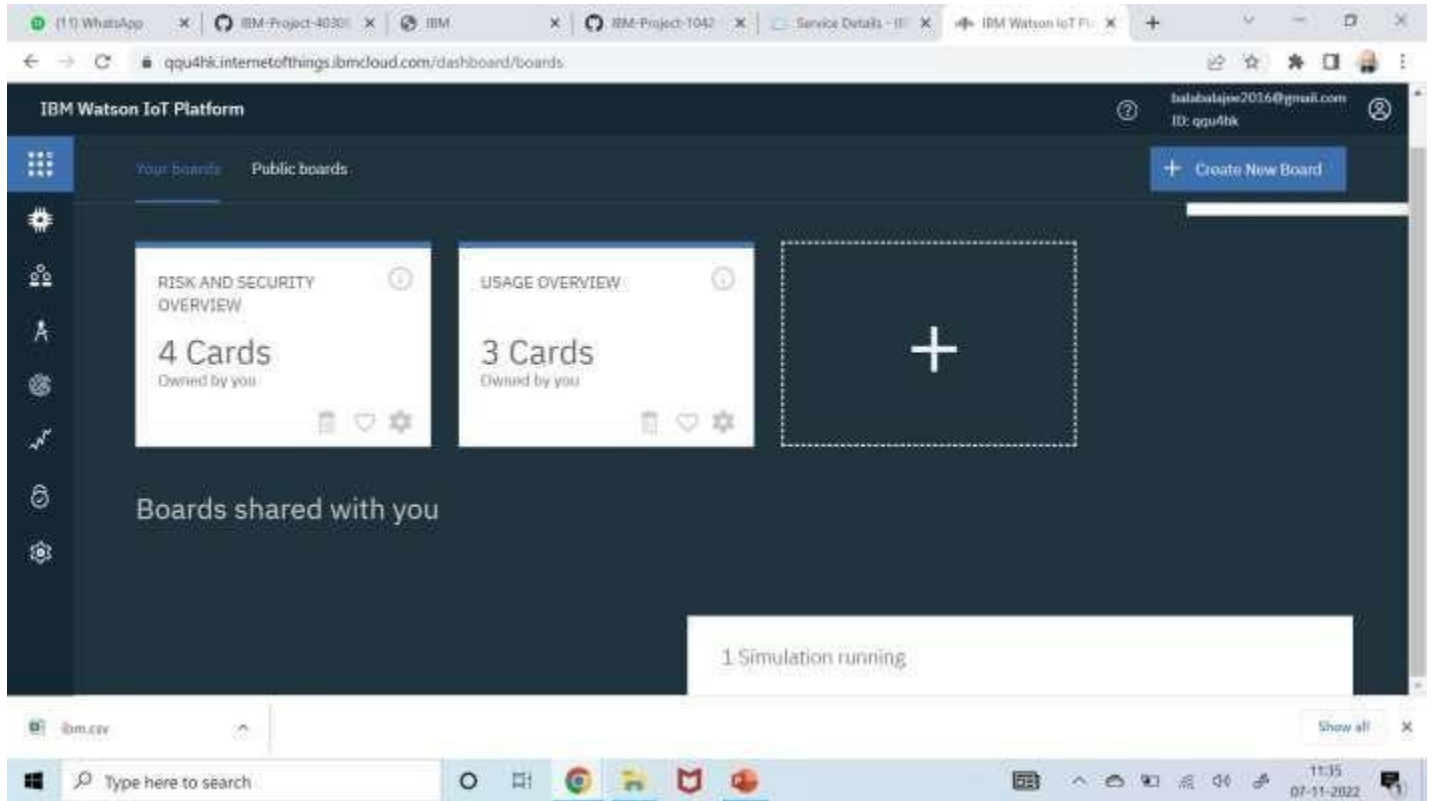 (11) WhatsApp
IBM-Project-4030
IBM
IBM-Project-1042
Service Details - IB
IBM Watson IoT Pl
qqu4hk.internetofthings.ibmcloud.com/dashboard/boards
IBM Watson IoT Platform
balabalajee2016@gmail.com
ID: qqu4hk
Your boards
Public boards
Create New Board
RISK AND SECURITY
OVERVIEW
4 Cards
Owned by you
USAGE OVERVIEW
3 Cards
Owned by you
Boards shared with you
1 Simulation running
ibm.csv
Show all
Type here to search
11:35
07-11-2022